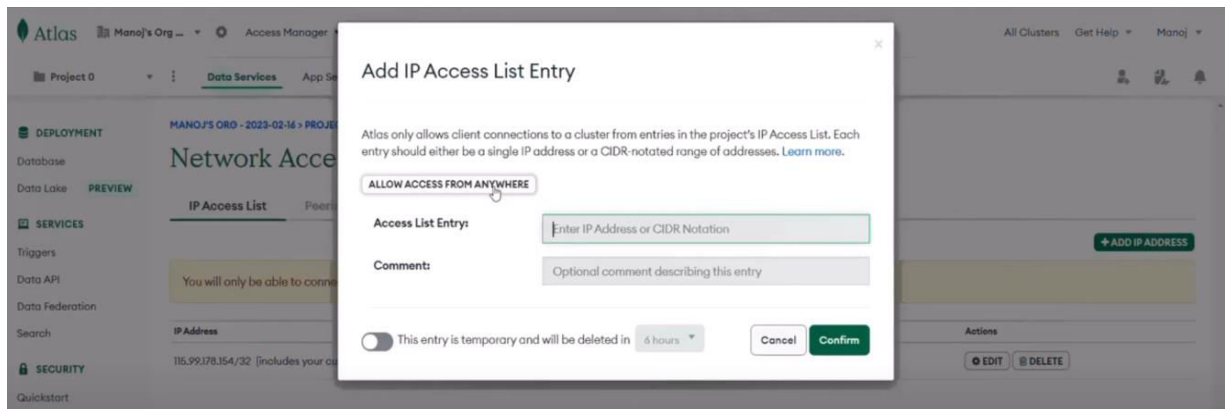 Atlas Manoj's Org ... Access Manager All Clusters Get Help Manoj
Project 0 Data Services App Se
Add IP Access List Entry
Atlas only allows client connections to a cluster from entries in the project's IP Access List. Each
entry should either be a single IP address or a CIDR-notated range of addresses. Learn more.
ALLOW ACCESS FROM ANYWHERE
Access List Entry: Enter IP Address or CIDR Notation
Comment: Optional comment describing this entry
This entry is temporary and will be deleted in 6 hours Cancel Confirm
DEPLOYMENT
Database
Data Lake PREVIEW
SERVICES
Triggers
Data API
Data Federation
Search
SECURITY
Quickstart
MANOJ'S ORG - 2023-02-16 > PROJE
Network Acce
IP Access List Peeri
+ ADD IP ADDRESS
You will only be able to conne
IP Address Actions
115.99.178.154/32 (includes your cu EDIT DELETE